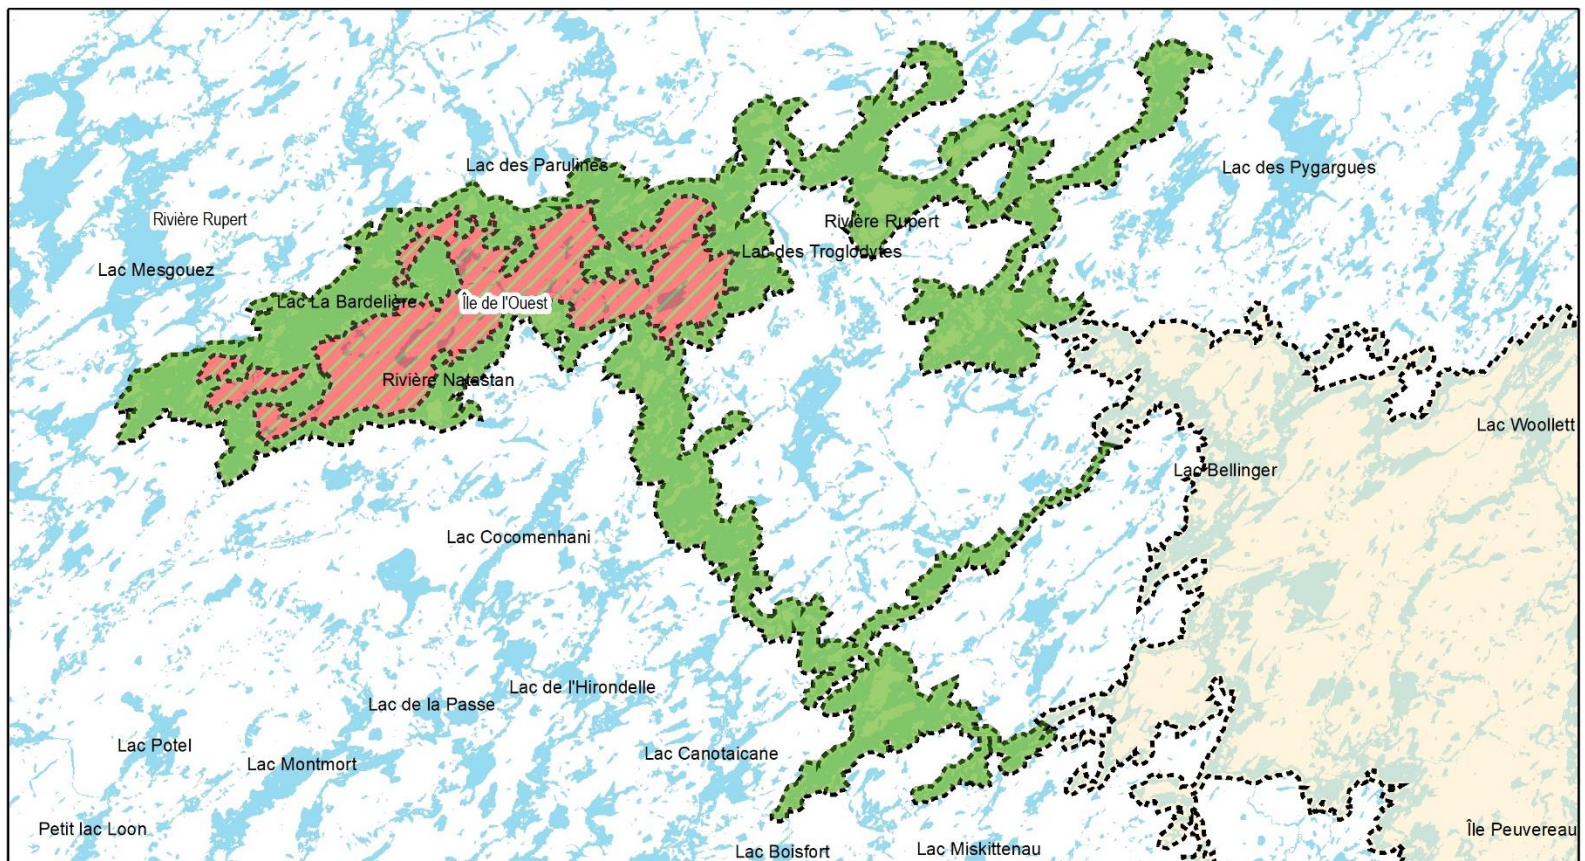 Lac des Parulines
Lac des Pygargues
Rivière Rupert
Rivière Rupert
Lac des Troglodytes
Lac Mesgouez
Lac La Bardelière
Île de l'Ouest
Rivière Natastan
Lac Woollett
Lac Bellinger
Lac Cocomenhani
Lac de l'Hirondelle
Lac de la Passe
Lac Potel
Lac Canotaicane
Lac Montmort
Petit lac Loon
Île Peuvereau
Lac Boisfort
Lac Miskittenau